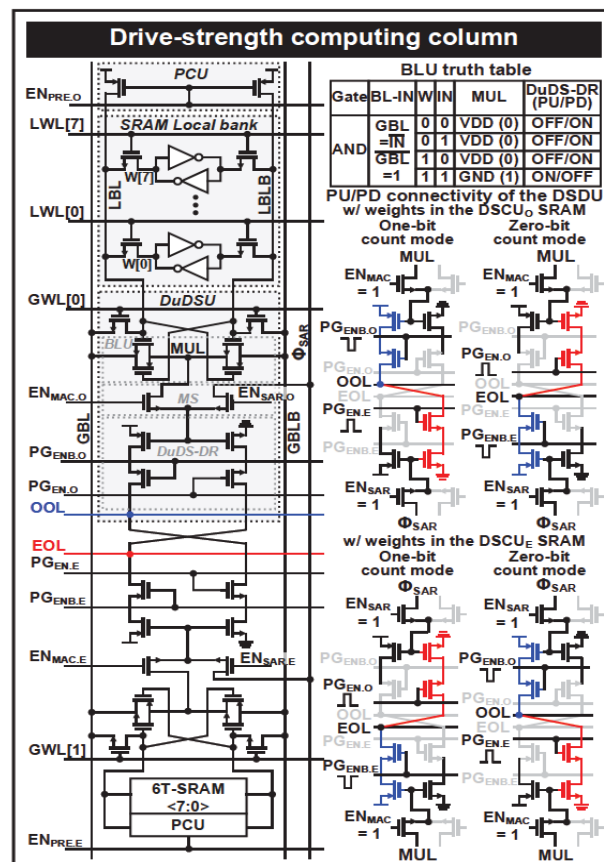 Drive-strength computing column
PCU
EN_PRE.O
LWL[7]
SRAM Local bank
W[7]
LBL
LBLB
LWL[0]
W[0]
GWL[0]
DuDSU
BLU
MUL
Φ_SAR
EN_MAC.O
MS
EN_SAR.O
GBL
GBLB
DuDS-DR
PG_ENB.O
PG_EN.O
OOL
EOL
PG_EN.E
PG_ENB.E
EN_MAC.E
EN_SAR.E
GWL[1]
6T-SRAM
<7:0>
PCU
EN_PRE.E
BLU truth table
Gate BL-IN W IN MUL DuDS-DR (PU/PD)
AND GBL =I̅N̅ G̅B̅L̅ =1
0 0 VDD (0) OFF/ON
0 1 VDD (0) OFF/ON
1 0 VDD (0) OFF/ON
1 1 GND (1) ON/OFF
PU/PD connectivity of the DSDU
w/ weights in the DSCU_O SRAM
One-bit count mode
Zero-bit count mode
MUL
MUL
EN_MAC = 1
EN_MAC = 1
PG_ENB.O
PG_ENB.O
PG_EN.O
PG_EN.O
OOL
OOL
EOL
EOL
PG_EN.E
PG_EN.E
PG_ENB.E
PG_ENB.E
EN_SAR = 1
EN_SAR = 1
Φ_SAR
Φ_SAR
w/ weights in the DSCU_E SRAM
One-bit count mode
Zero-bit count mode
Φ_SAR
Φ_SAR
EN_SAR = 1
EN_SAR = 1
PG_ENB.O
PG_ENB.O
PG_EN.O
PG_EN.O
OOL
OOL
EOL
EOL
PG_EN.E
PG_EN.E
PG_ENB.E
PG_ENB.E
EN_MAC = 1
EN_MAC = 1
MUL
MUL